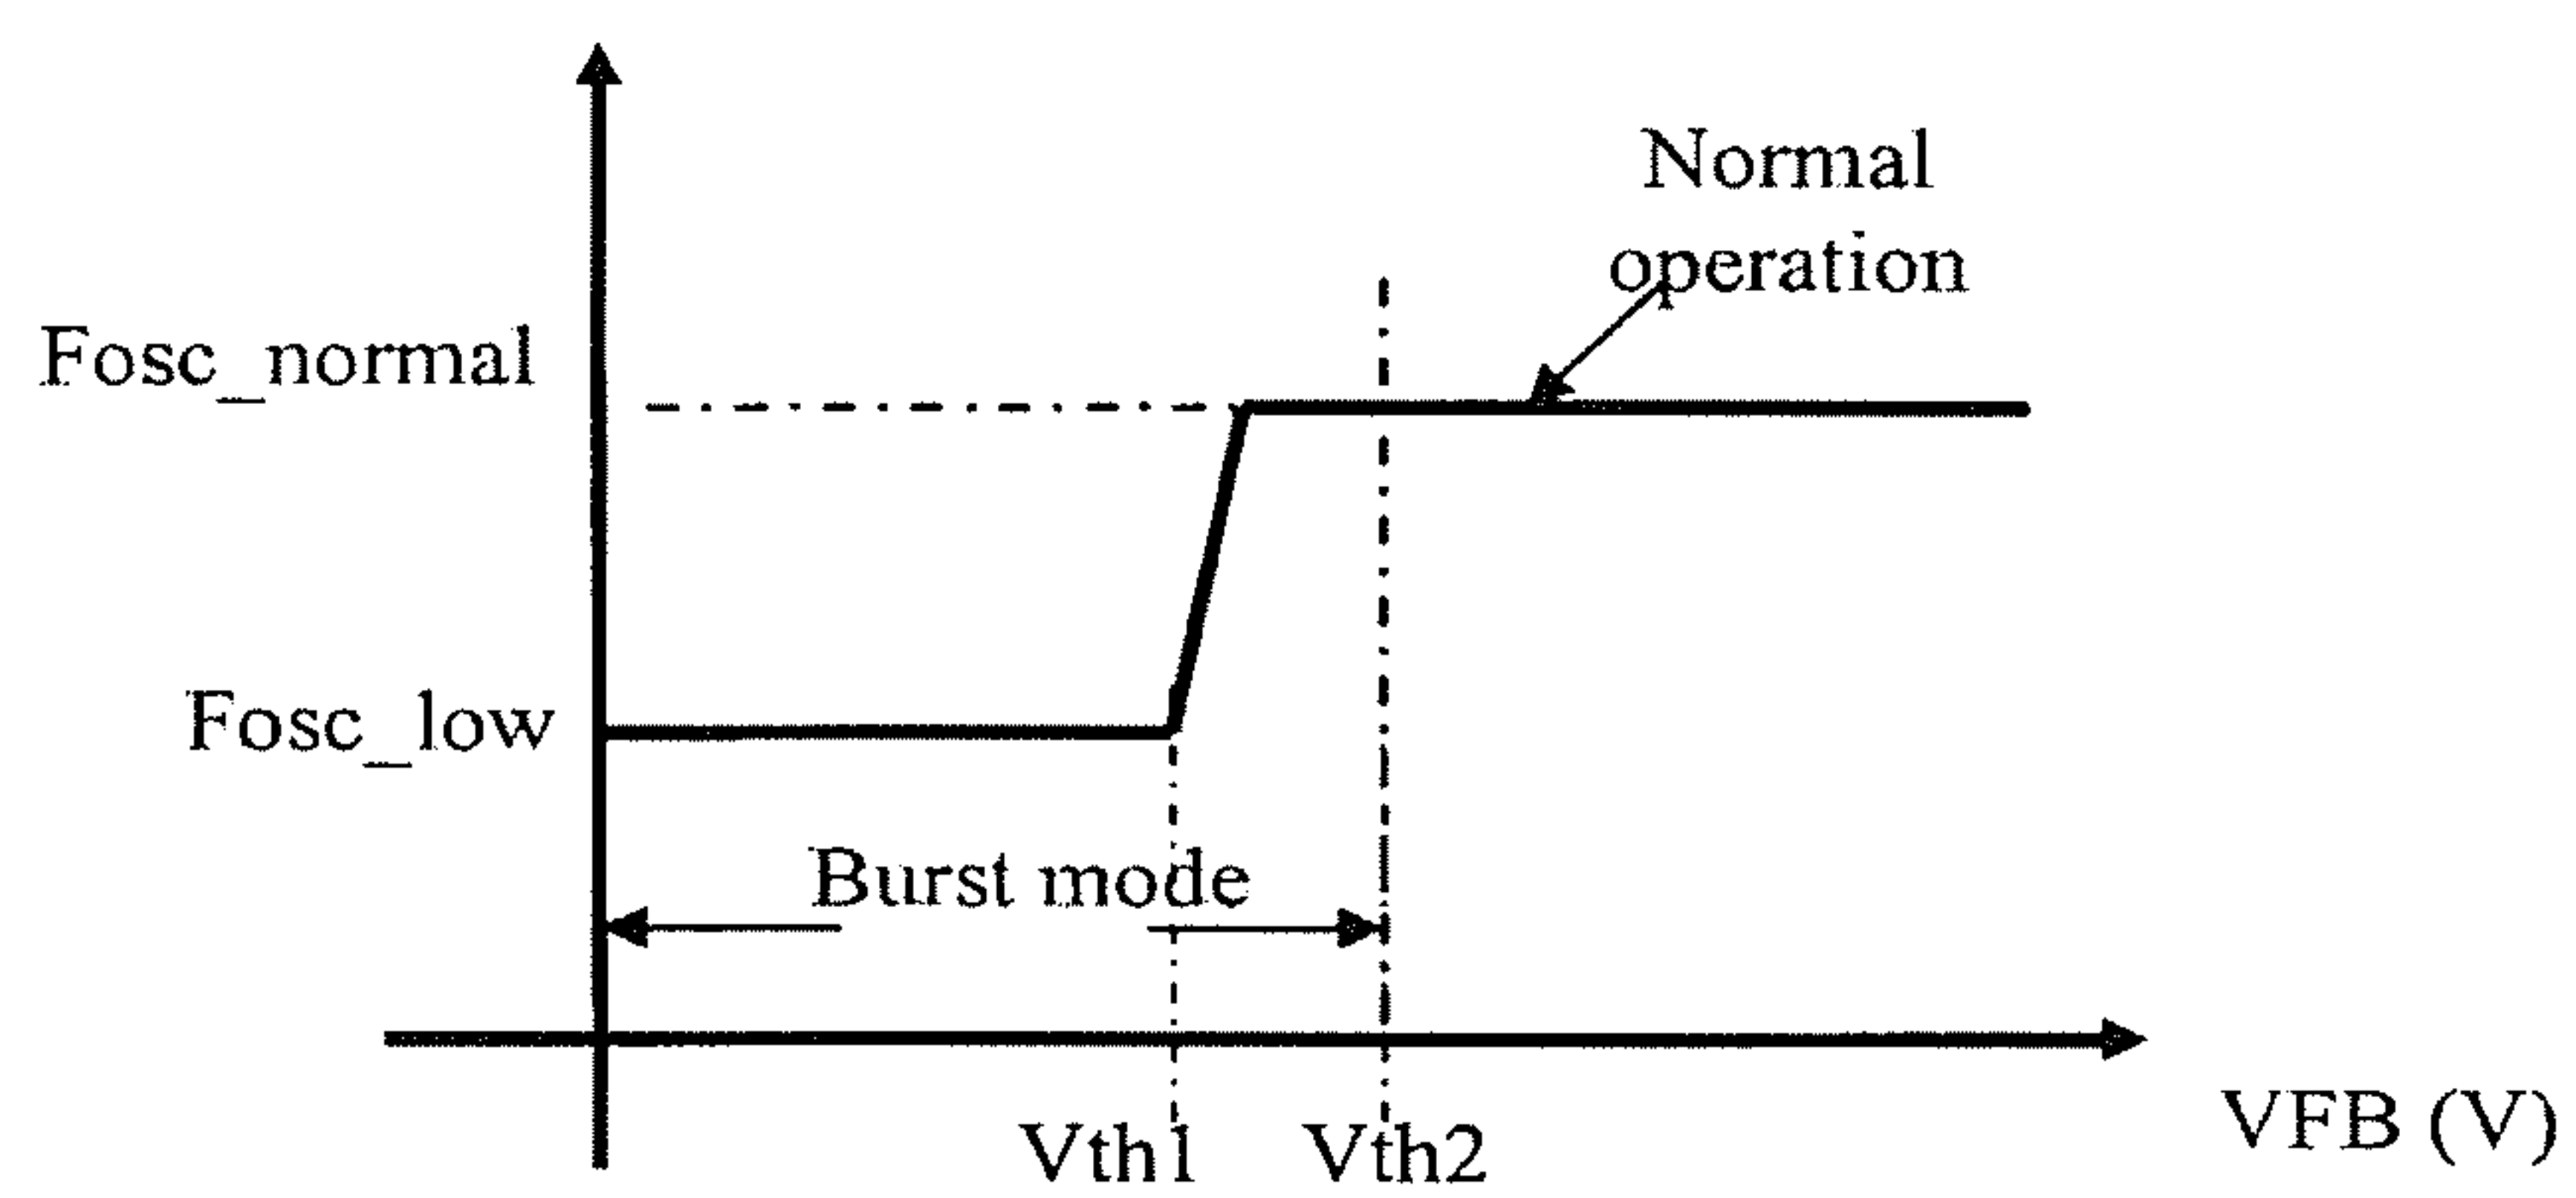 Normal
operation
Fosc_normal
Fosc_low
Burst mode
Vth1
Vth2
VFB (V)